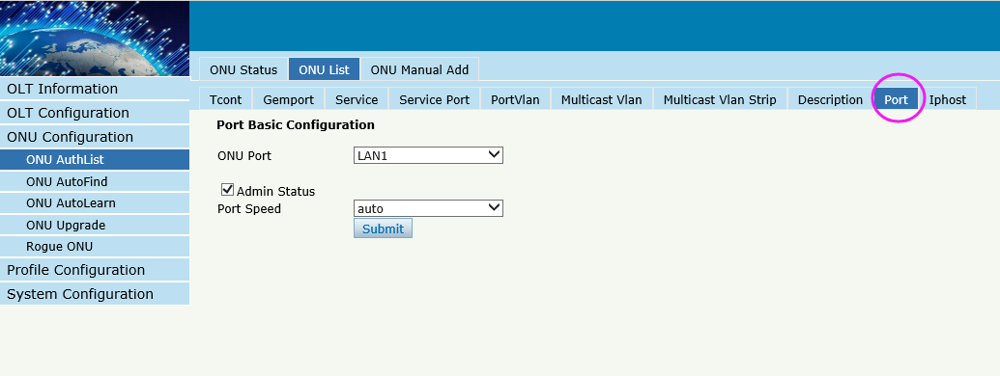 ONU Status ONU List ONU Manual Add
OLT Information
Tcont Gemport Service Service Port PortVlan Multicast Vlan Multicast Vlan Strip Description Port Iphost
OLT Configuration
Port Basic Configuration
ONU Configuration
ONU Port LAN1
ONU AuthList
ONU AutoFind
Admin Status
ONU AutoLearn
Port Speed auto
ONU Upgrade
Submit
Rogue ONU
Profile Configuration
System Configuration